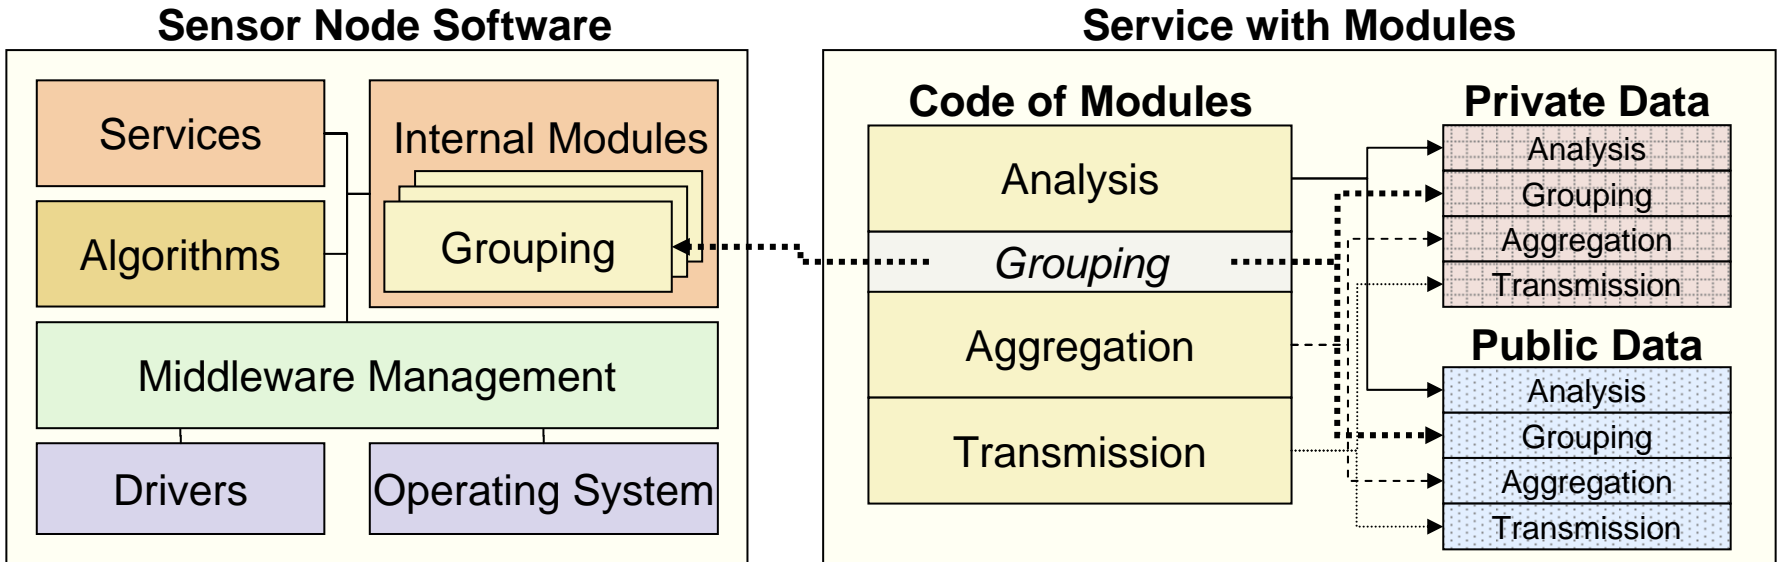 Sensor Node Software
Services
Internal Modules
Grouping
Algorithms
Middleware Management
Drivers
Operating System
Service with Modules
Code of Modules
Analysis
Grouping
Aggregation
Transmission
Private Data
Analysis
Grouping
Aggregation
Transmission
Public Data
Analysis
Grouping
Aggregation
Transmission